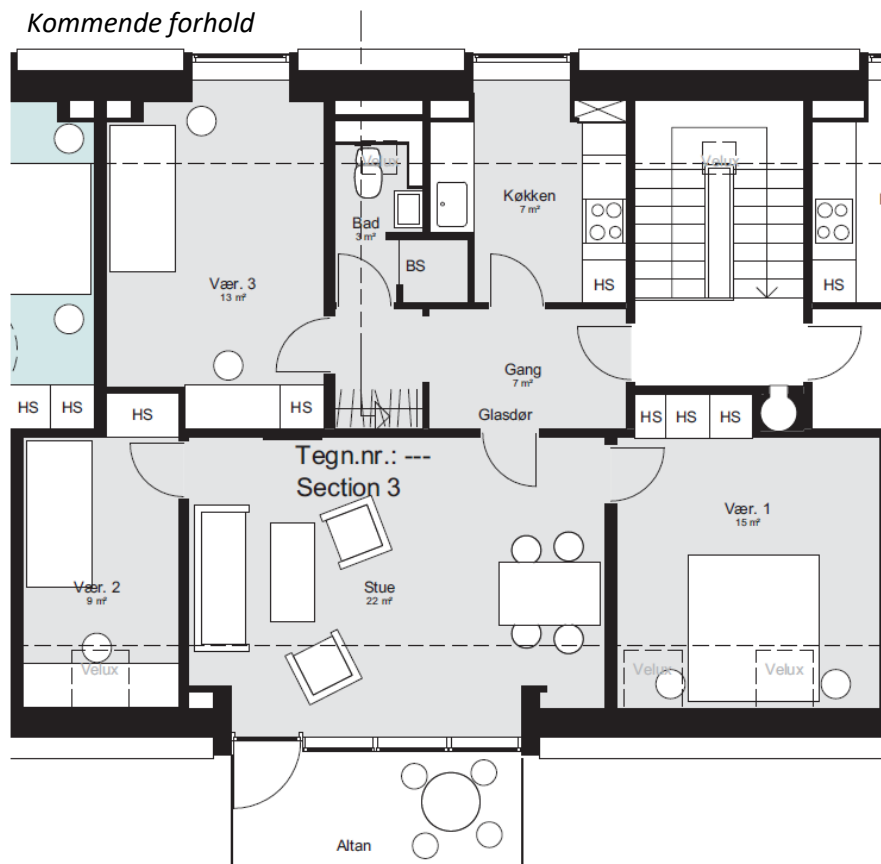 Kommende forhold
Velux
Velux
Køkken
7 m²
Bad
3 m²
BS
Vær. 3
13 m²
HS
HS
Gang
7 m²
HS
HS
HS
HS
Glasdør
HS
HS
HS
Tegn.nr.: ---
Section 3
Vær. 1
15 m²
Vær. 2
9 m²
Stue
22 m²
Velux
Velux
Velux
Altan